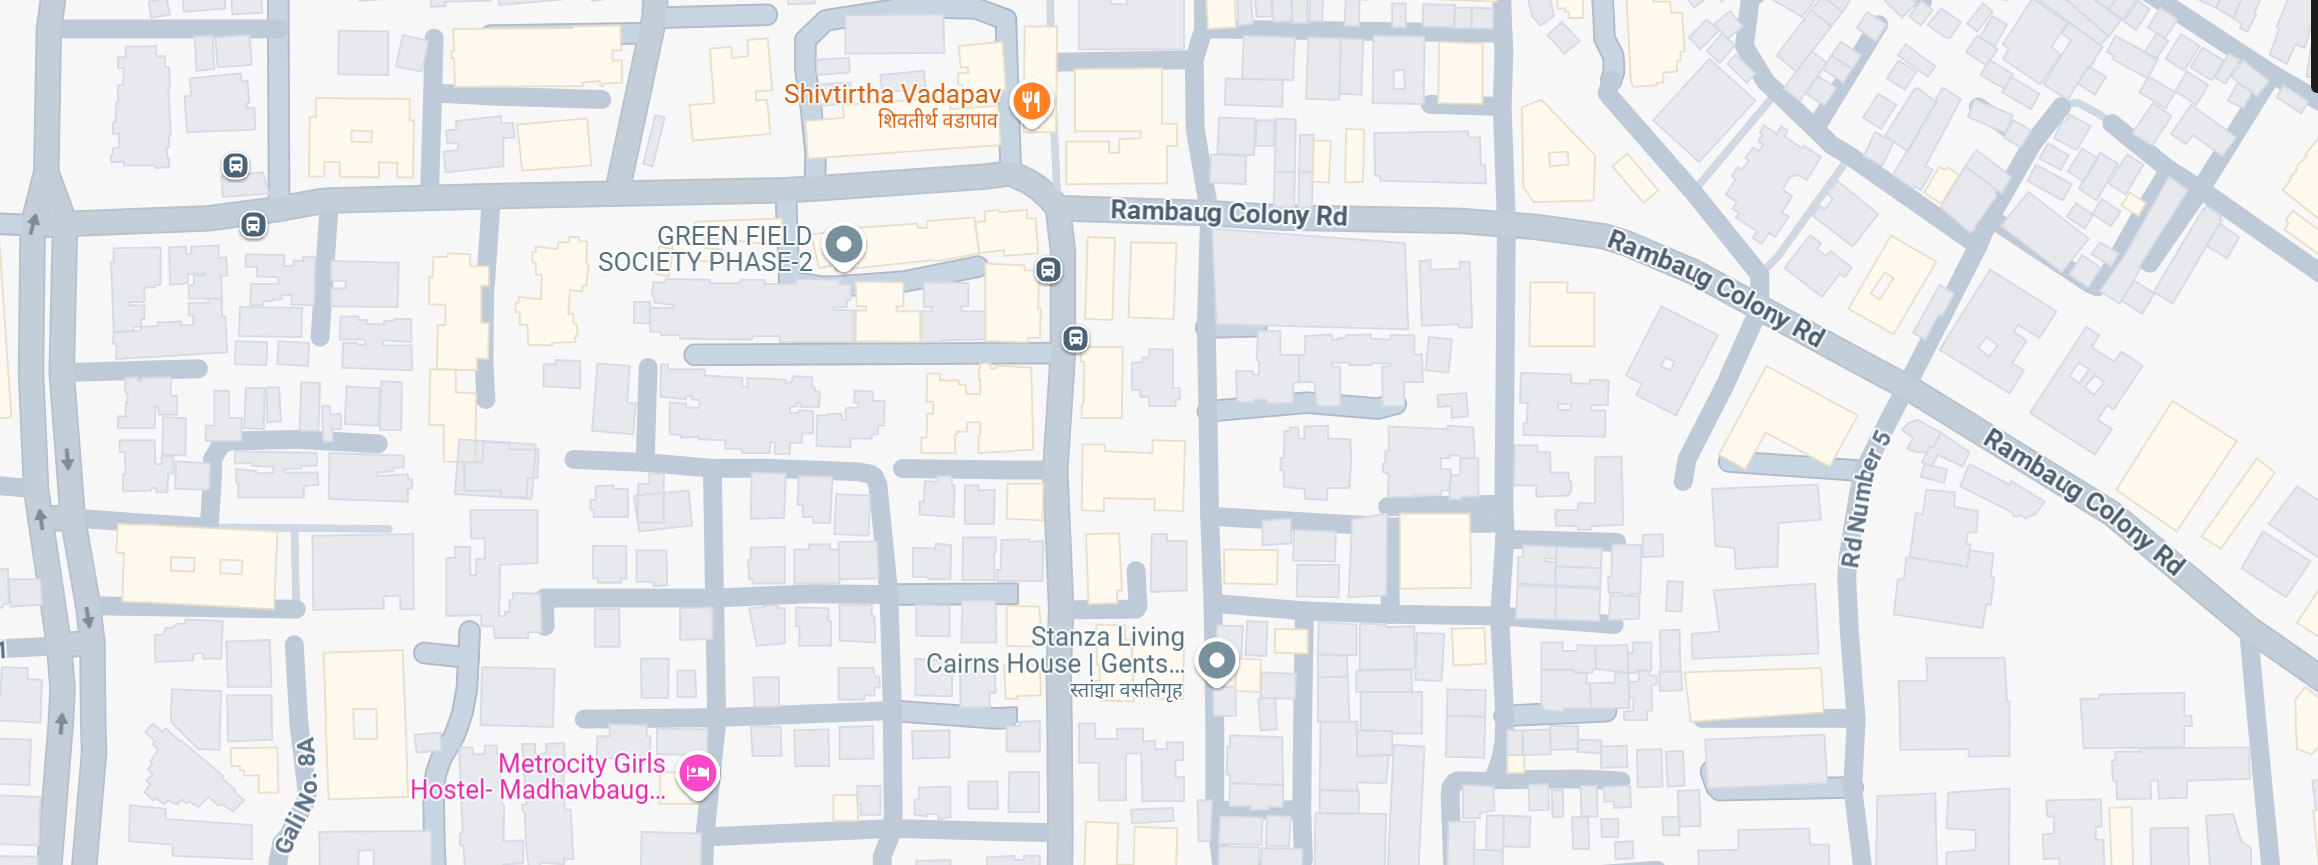 Shivtirtha Vadapav
शिवतीर्थ वडापाव
Rambaug Colony Rd
GREEN FIELD
SOCIETY PHASE-2
Rambaug Colony Rd
Rd Number 5
Rambaug Colony Rd
Stanza Living
Cairns House | Gents...
स्तांझा वसतिगृह
Metrocity Girls
Hostel- Madhavbaug...
Gali No. 8A